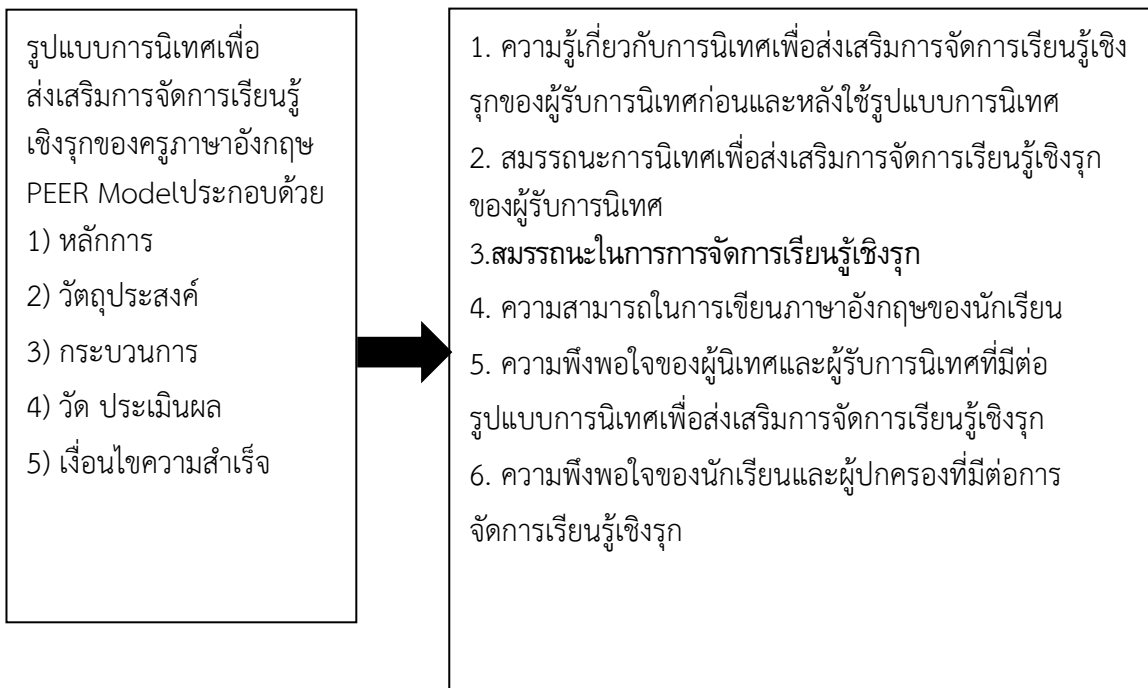 รูปแบบการนิเทศเพื่อ
ส่งเสริมการจัดการเรียนรู้
เชิงรุกของครูภาษาอังกฤษ
PEER Modelประกอบด้วย
1) หลักการ
2) วัตถุประสงค์
3) กระบวนการ
4) วัด ประเมินผล
5) เงื่อนไขความสำเร็จ
1. ความรู้เกี่ยวกับการนิเทศเพื่อส่งเสริมการจัดการเรียนรู้เชิง
รุกของผู้รับการนิเทศก่อนและหลังใช้รูปแบบการนิเทศ
2. สมรรถนะการนิเทศเพื่อส่งเสริมการจัดการเรียนรู้เชิงรุก
ของผู้รับการนิเทศ
3.สมรรถนะในการการจัดการเรียนรู้เชิงรุก
4. ความสามารถในการเขียนภาษาอังกฤษของนักเรียน
5. ความพึงพอใจของผู้นิเทศและผู้รับการนิเทศที่มีต่อ
รูปแบบการนิเทศเพื่อส่งเสริมการจัดการเรียนรู้เชิงรุก
6. ความพึงพอใจของนักเรียนและผู้ปกครองที่มีต่อการ
จัดการเรียนรู้เชิงรุก